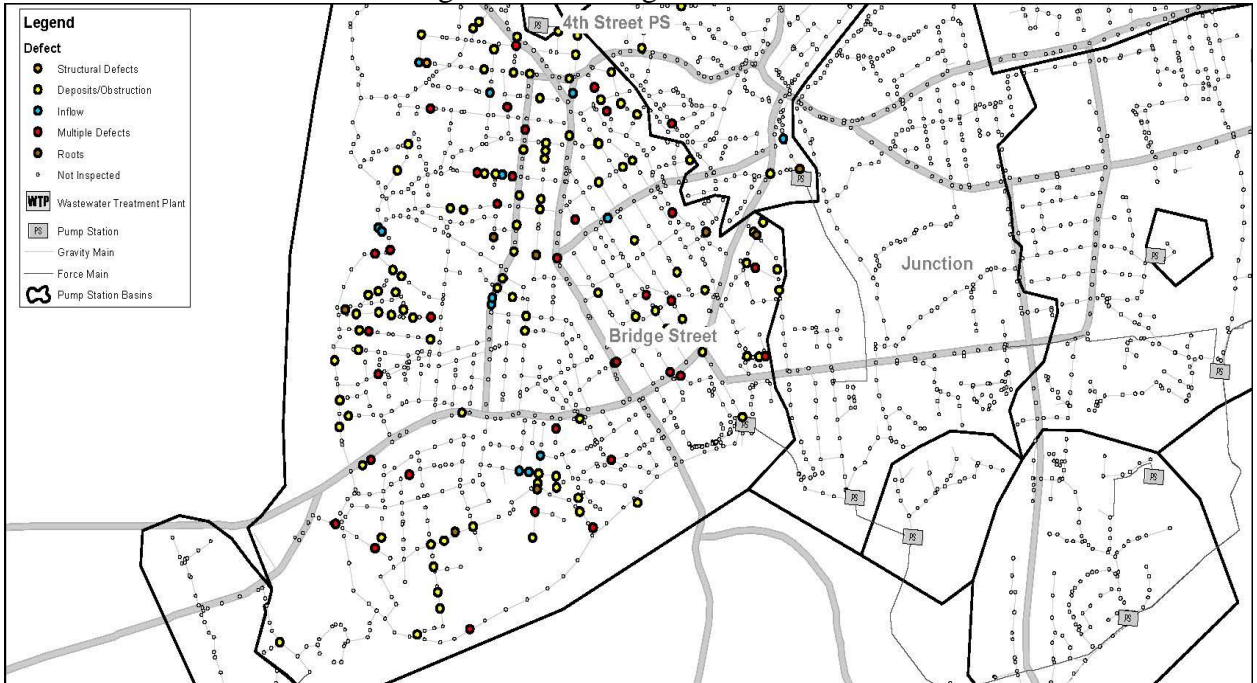 4th Street PS
PS
Legend
Defect
Structural Defects
Deposits/Obstruction
Inflow
Multiple Defects
Roots
Not Inspected
WTP Wastewater Treatment Plant
PS Pump Station
Gravity Main
Force Main
Pump Station Basins
PS
PS
Junction
Bridge Street
PS
PS
PS
PS
PS
PS